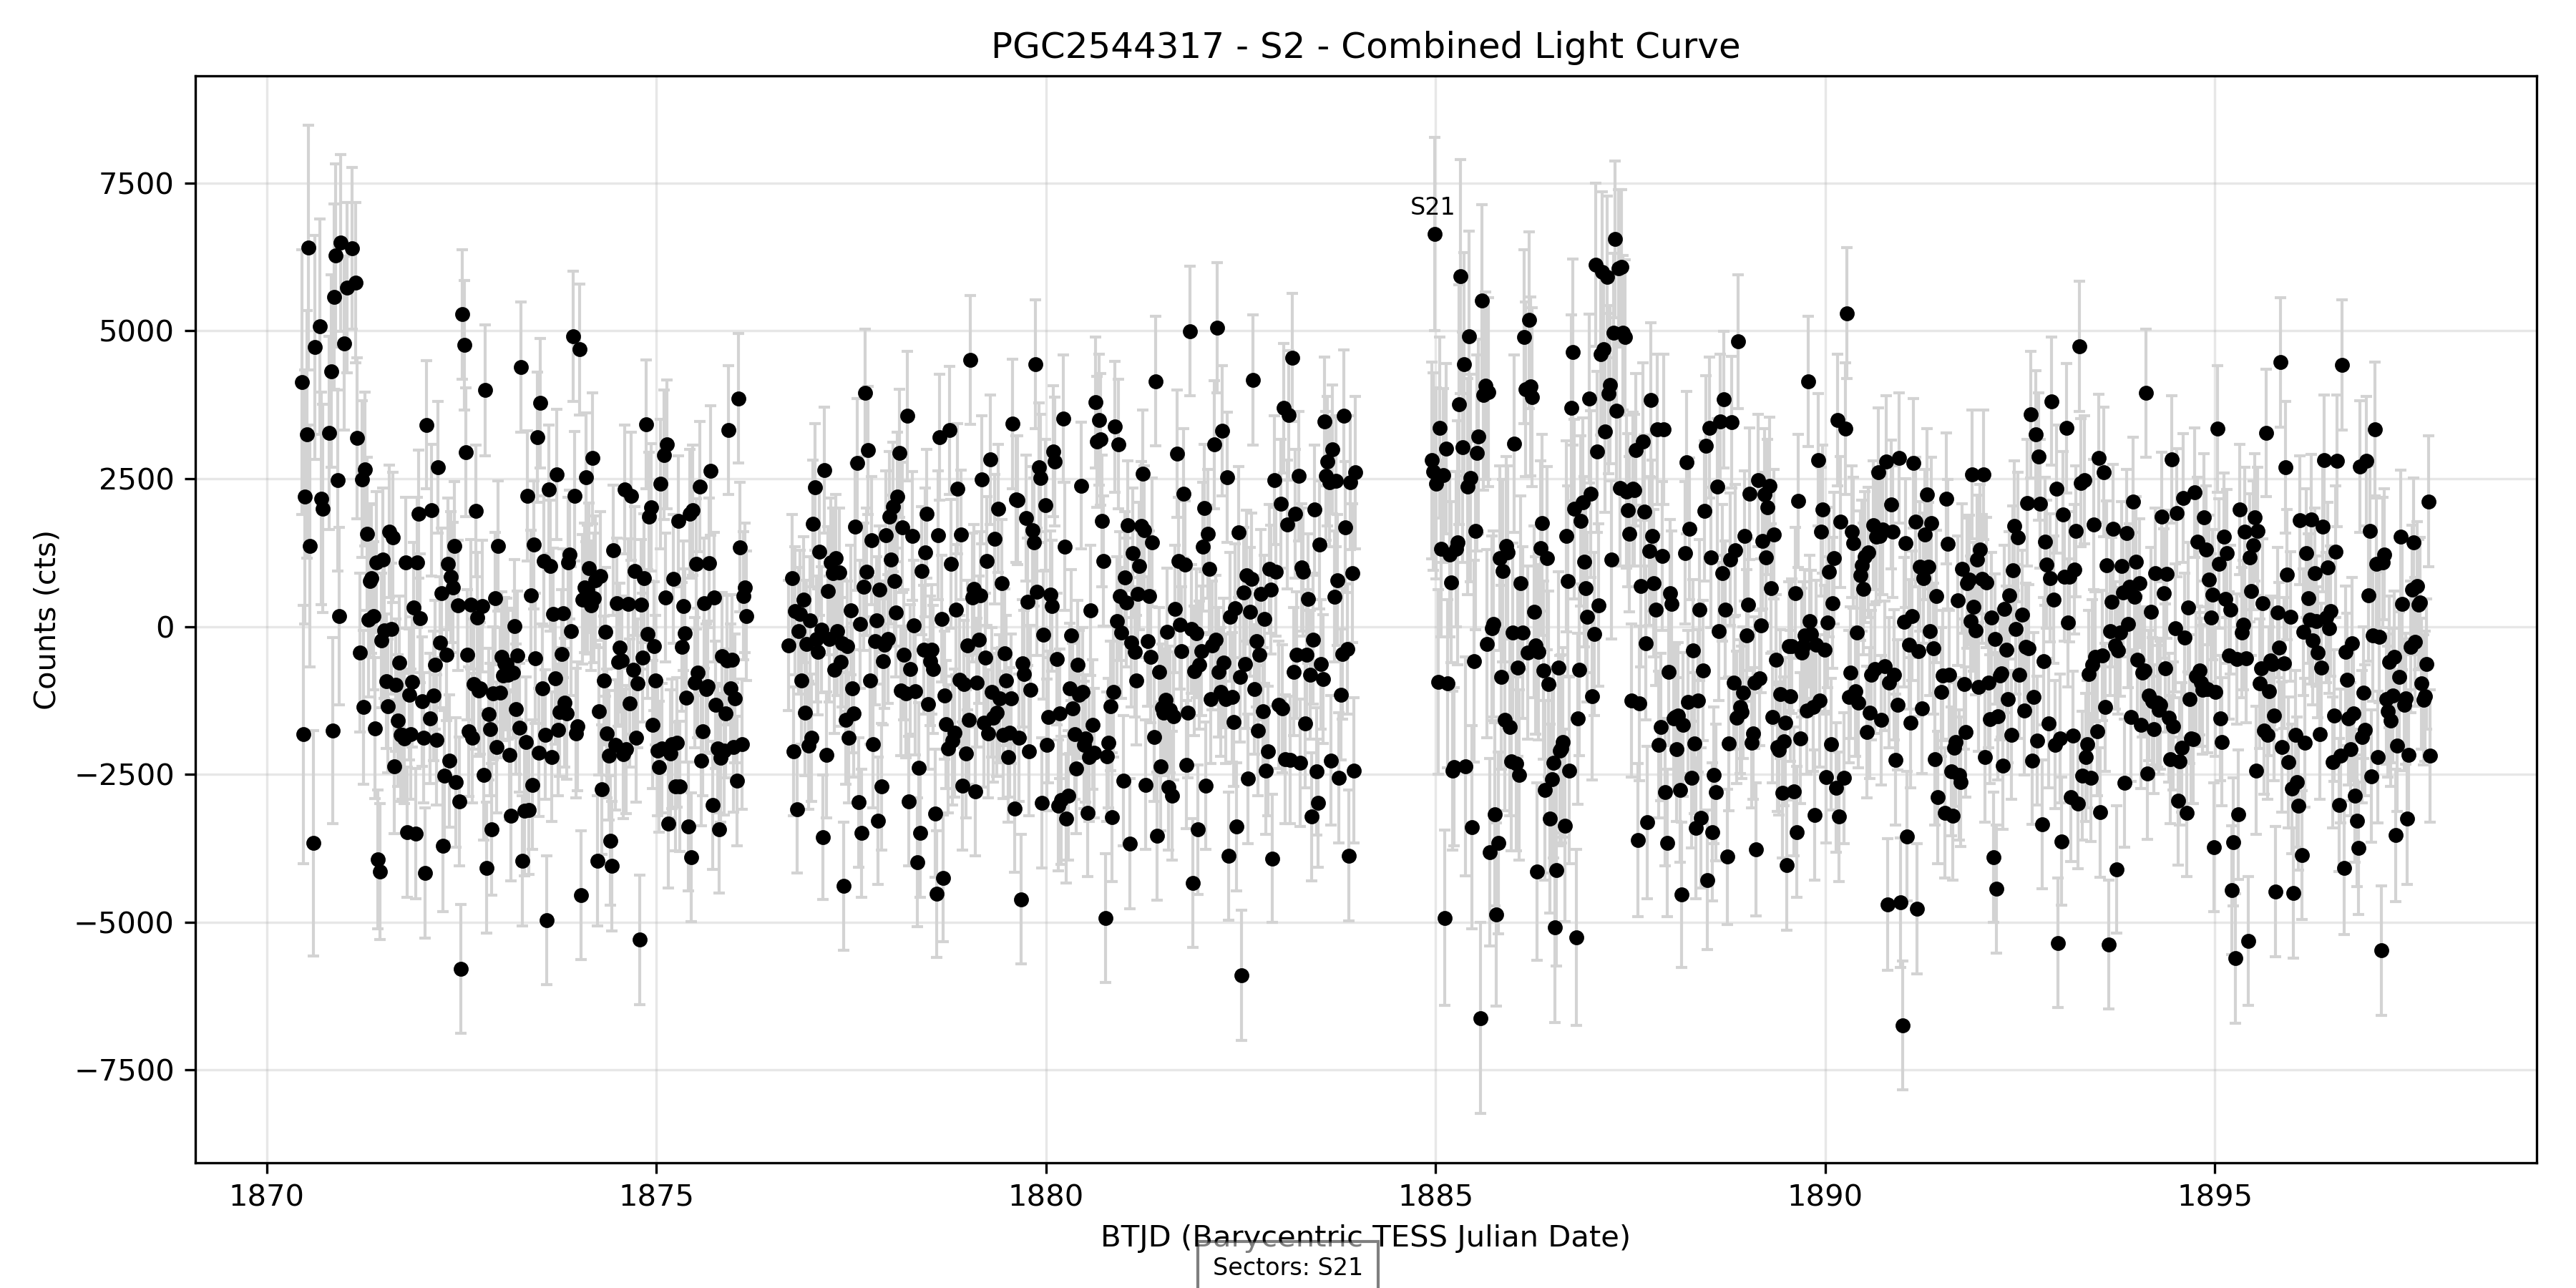 PGC2544317 - S2 - Combined Light Curve
7500
5000
2500
0
−2500
−5000
−7500
Counts (cts)
S21
1870
1875
1880
1885
1890
1895
BTJD (Barycentric TESS Julian Date)
Sectors: S21